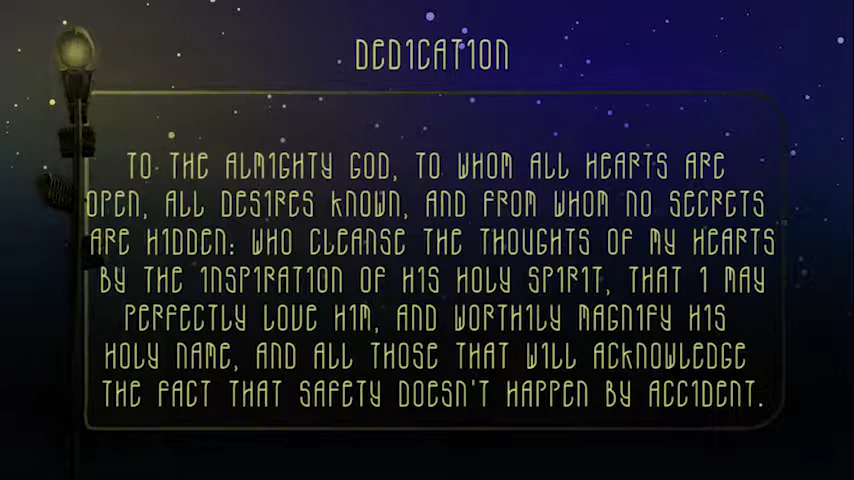 DEDICATION
TO THE ALMIGHTY GOD, TO WHOM ALL HEARTS ARE
OPEN, ALL DESIRES KNOWN, AND FROM WHOM NO SECRETS
ARE HIDDEN: WHO CLEANSE THE THOUGHTS OF MY HEARTS
BY THE INSPIRATION OF HIS HOLY SPIRIT, THAT I MAY
PERFECTLY LOVE HIM, AND WORTHILY MAGNIFY HIS
HOLY NAME, AND ALL THOSE THAT WILL ACKNOWLEDGE
THE FACT THAT SAFETY DOESN'T HAPPEN BY ACCIDENT.